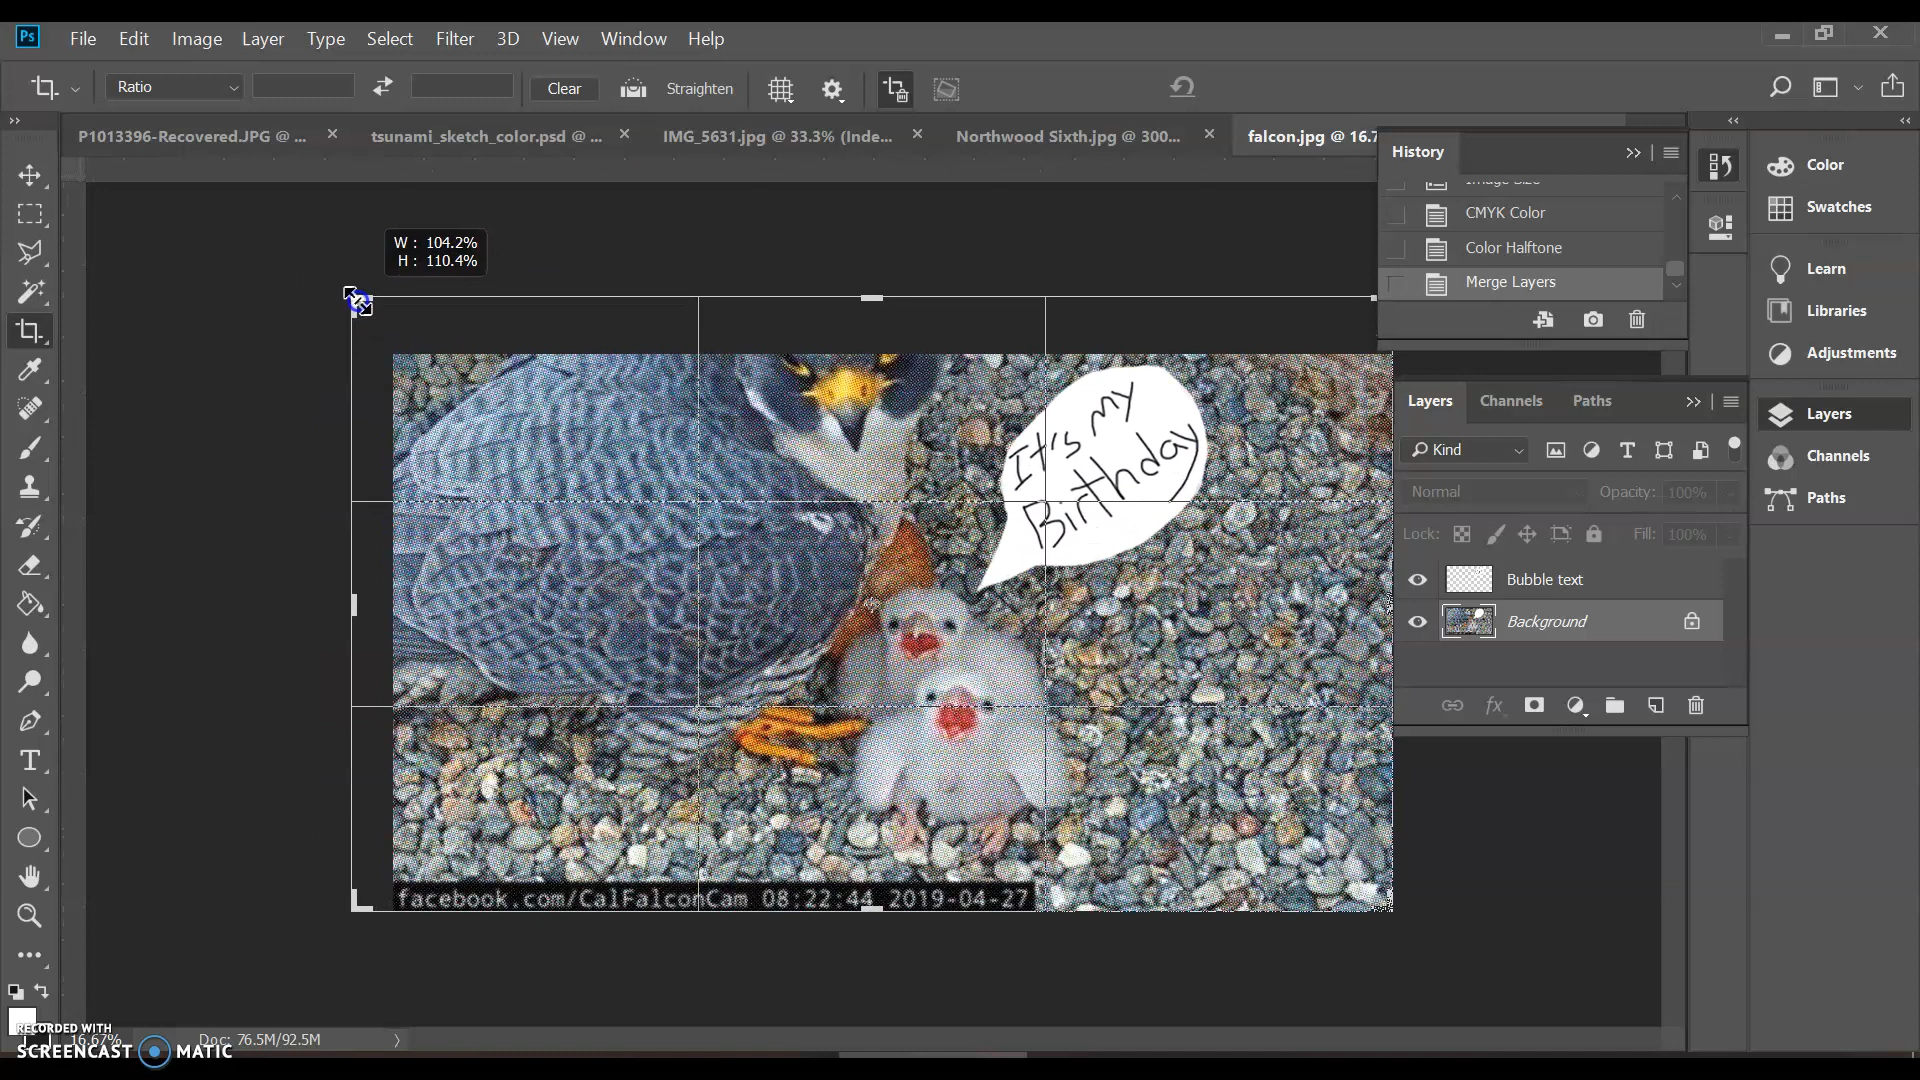 Ps
File Edit Image Layer Type Select Filter 3D View Window Help
Ratio Clear Straighten
P1013396-Recovered.JPG @ ...
tsunami_sketch_color.psd @ ...
IMG_5631.jpg @ 33.3% (Inde...
Northwood Sixth.jpg @ 300...
falcon.jpg @ 16.7
History
Image Size
CMYK Color
Color Halftone
Merge Layers
W : 104.2%
H : 110.4%
It's my
Birthday
facebook.com/CalFalconCam 08:22:44 2019-04-27
Layers Channels Paths
Kind
Normal Opacity: 100%
Lock: Fill: 100%
Bubble text
Background
Color
Swatches
Learn
Libraries
Adjustments
Layers
Channels
Paths
16.67% Doc: 76.5M/92.5M
RECORDED WITH
SCREENCAST MATIC